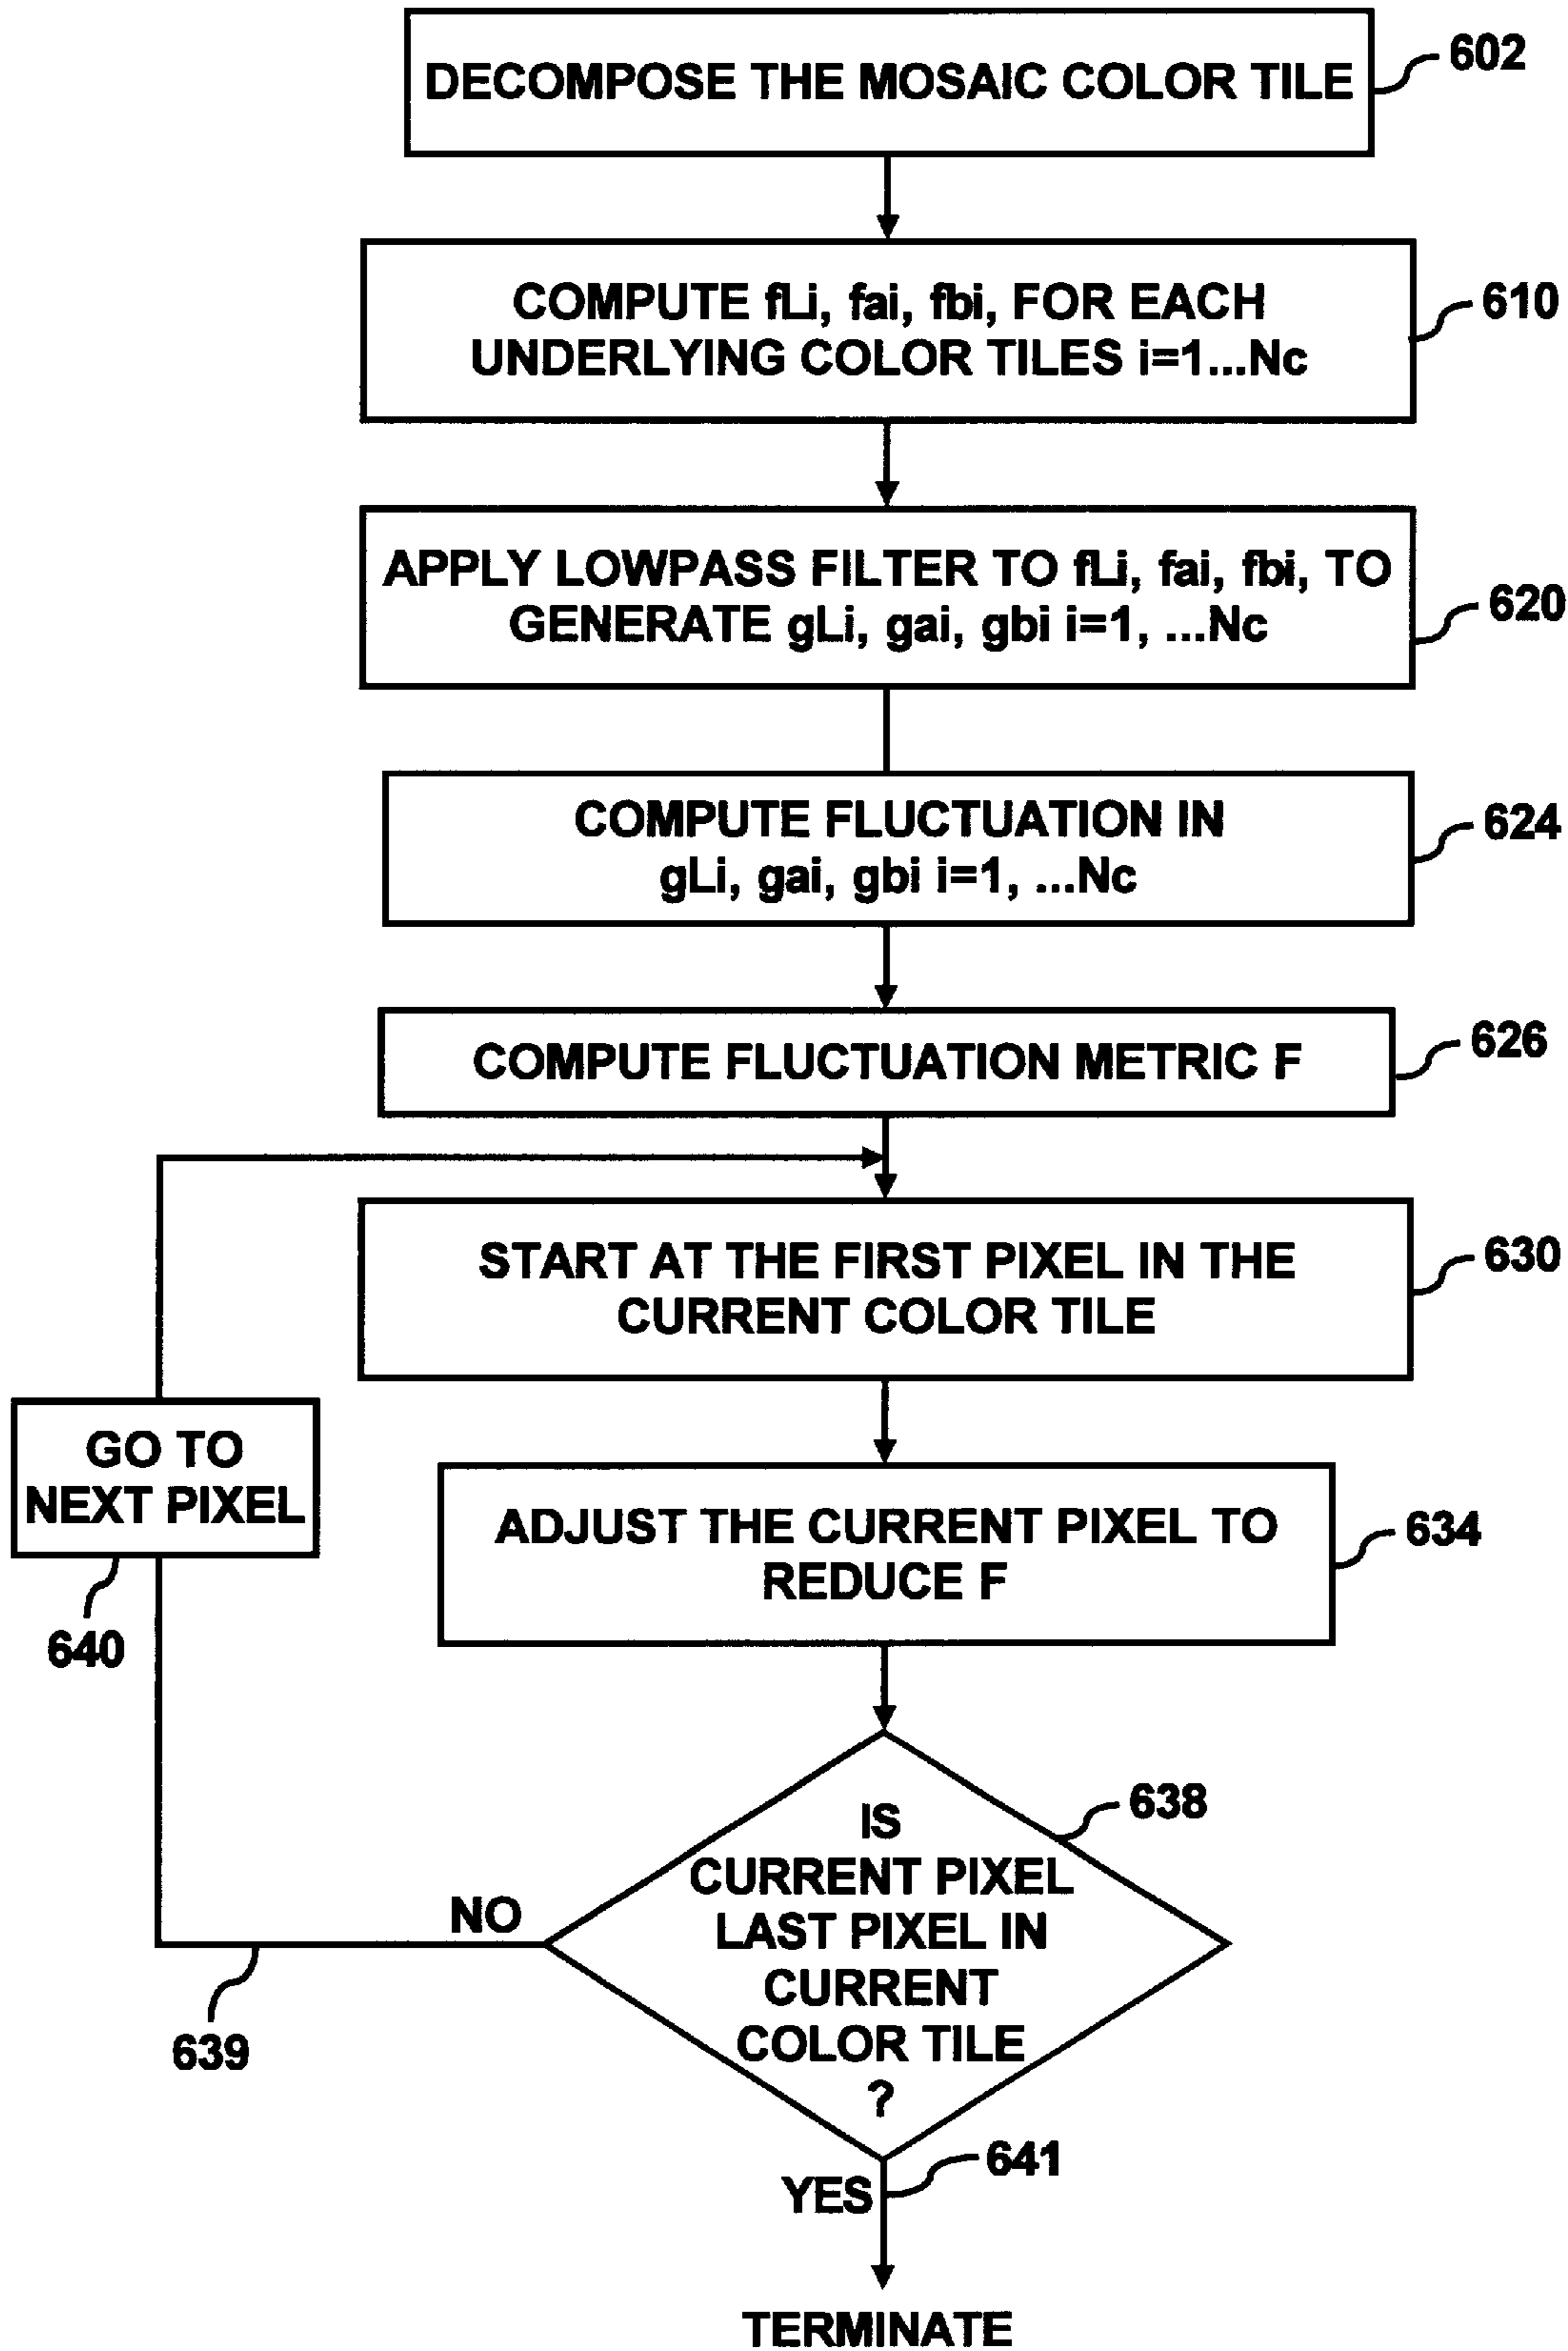 DECOMPOSE THE MOSAIC COLOR TILE
602
COMPUTE fLi, fai, fbi, FOR EACH
UNDERLYING COLOR TILES i=1...Nc
610
APPLY LOWPASS FILTER TO fLi, fai, fbi, TO
GENERATE gLi, gai, gbi i=1, ...Nc
620
COMPUTE FLUCTUATION IN
gLi, gai, gbi i=1, ...Nc
624
COMPUTE FLUCTUATION METRIC F
626
START AT THE FIRST PIXEL IN THE
CURRENT COLOR TILE
630
GO TO
NEXT PIXEL
640
ADJUST THE CURRENT PIXEL TO
REDUCE F
634
IS
CURRENT PIXEL
LAST PIXEL IN
CURRENT
COLOR TILE
?
638
NO
639
YES
641
TERMINATE